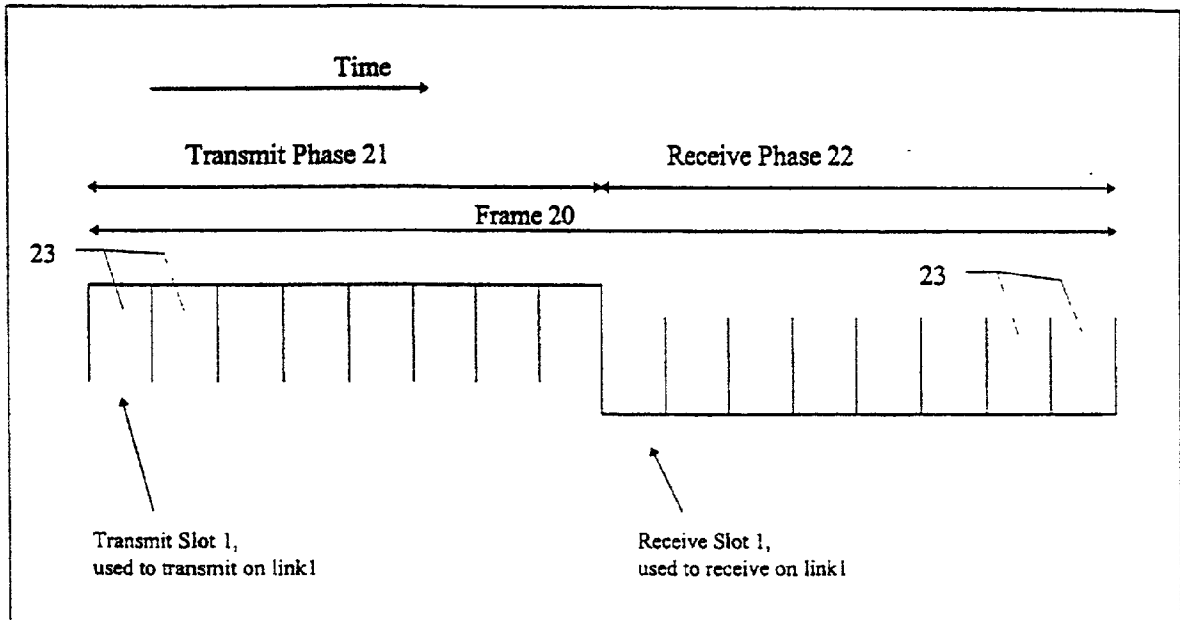 Time
Transmit Phase 21
Receive Phase 22
Frame 20
23
23
Transmit Slot 1,
used to transmit on link1
Receive Slot 1,
used to receive on link1